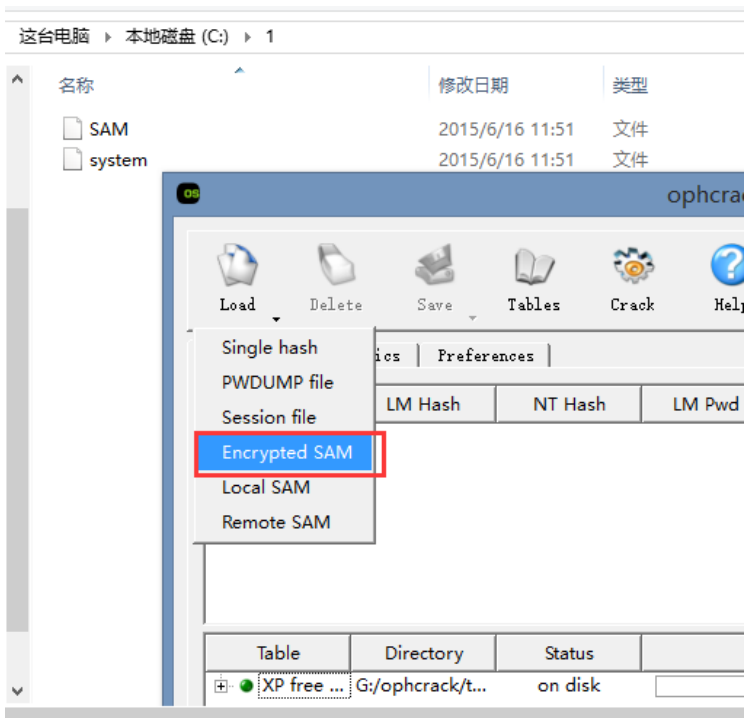 这台电脑 ▸ 本地磁盘 (C:) ▸ 1
名称 修改日期 类型
SAM 2015/6/16 11:51 文件
system 2015/6/16 11:51 文件
os ophcra
Load Delete Save Tables Crack Help
Single hash
ics Preferences
PWDUMP file
LM Hash NT Hash LM Pwd
Session file
Encrypted SAM
Local SAM
Remote SAM
Table Directory Status
XP free ... G:/ophcrack/t... on disk